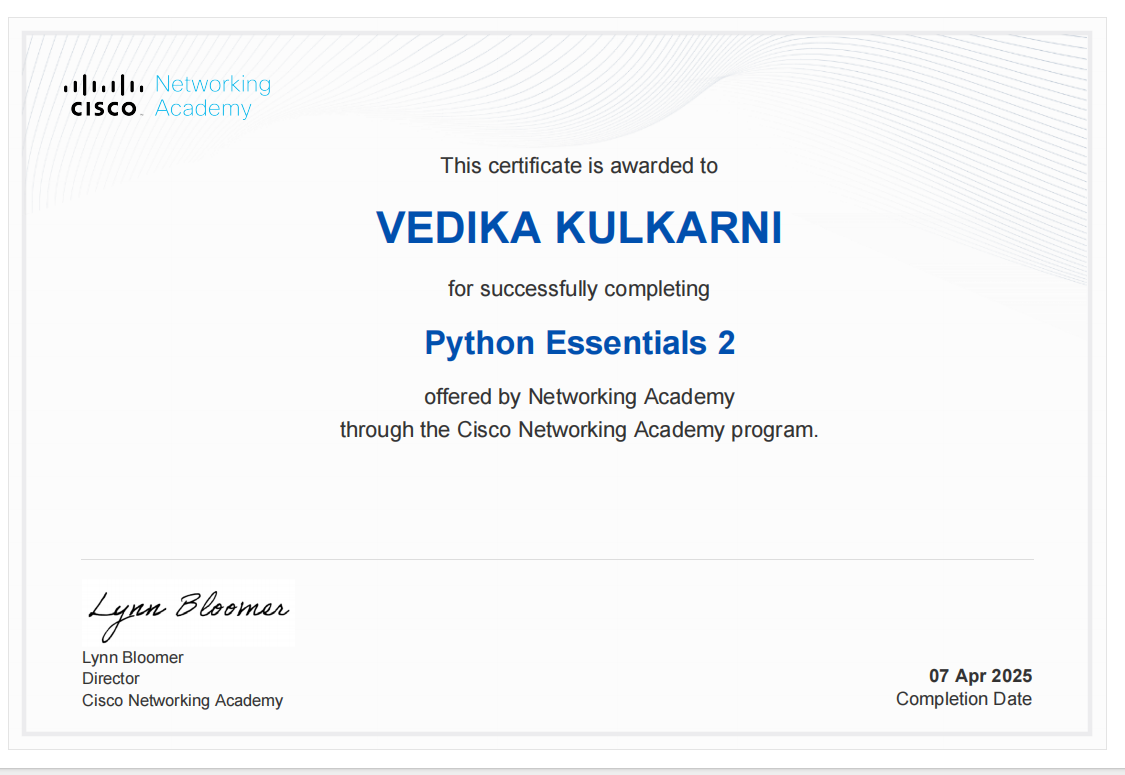 Networking
CISCO Academy
This certificate is awarded to
VEDIKA KULKARNI
for successfully completing
Python Essentials 2
offered by Networking Academy
through the Cisco Networking Academy program.
Lynn Bloomer
Lynn Bloomer
Director
Cisco Networking Academy
07 Apr 2025
Completion Date